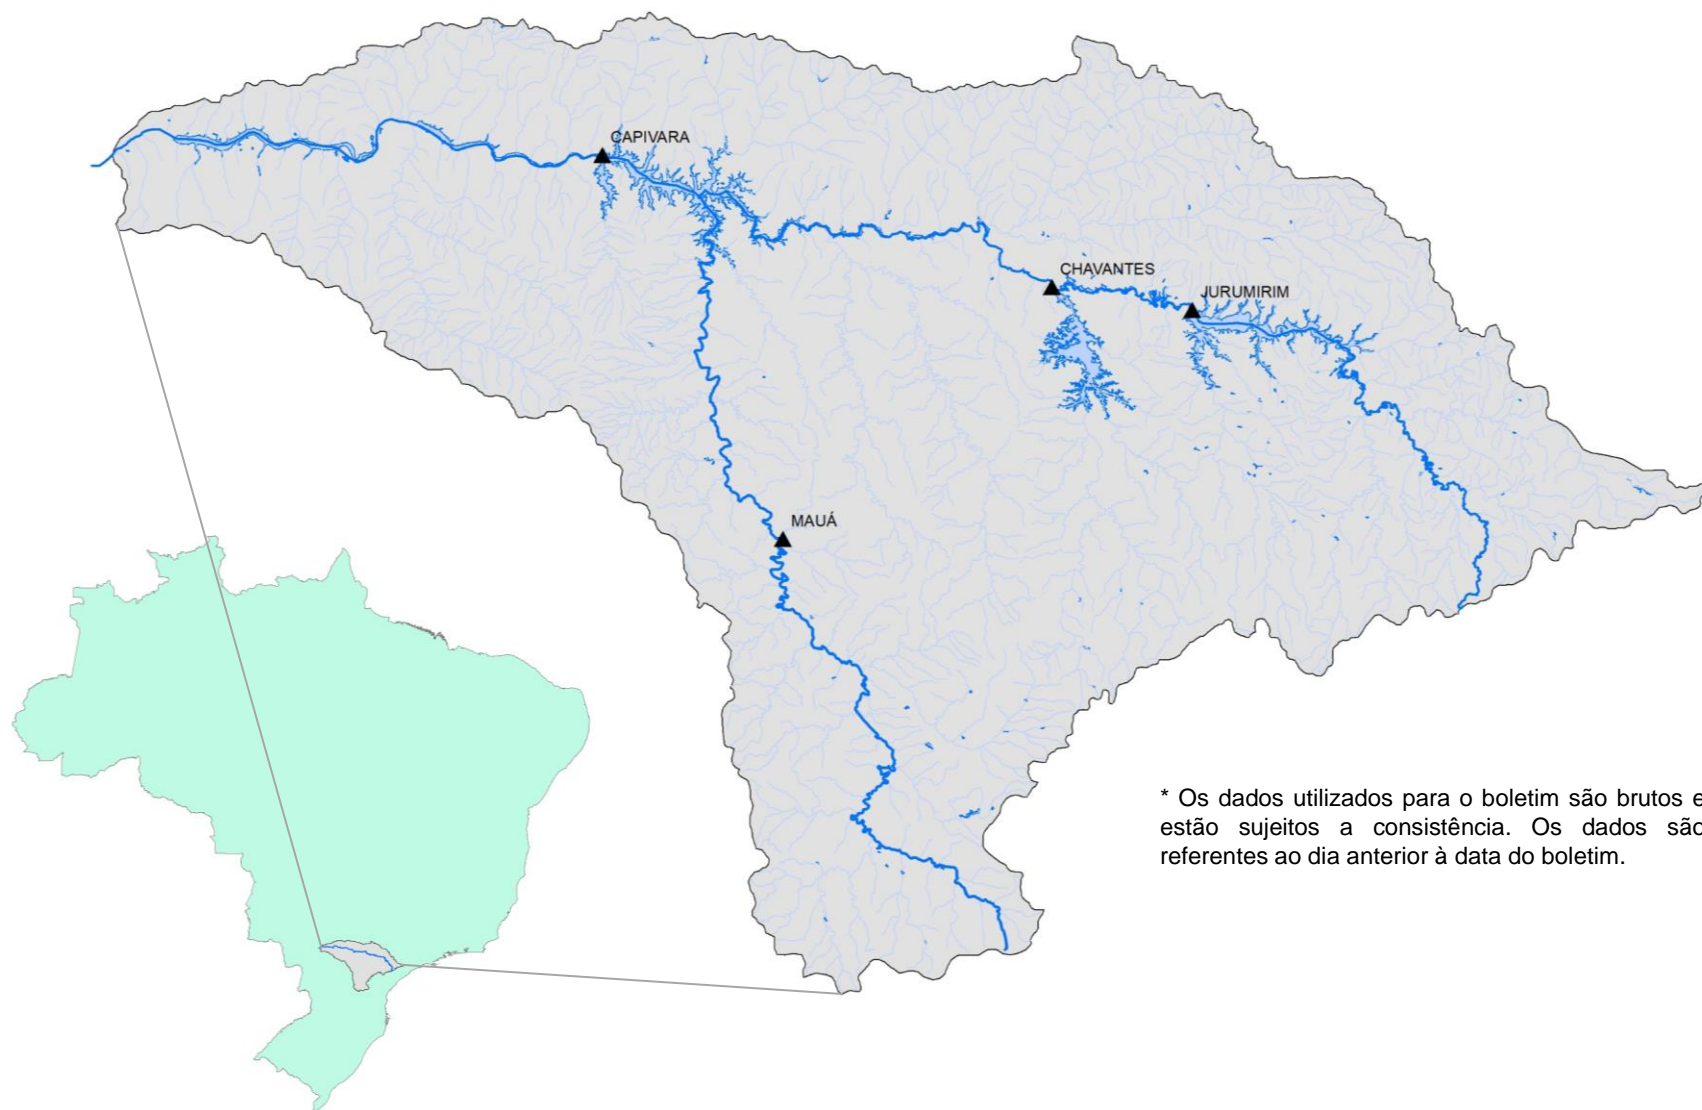 CAPIVARA
CHAVANTES
JURUMIRIM
MAUÁ
* Os dados utilizados para o boletim são brutos e
estão sujeitos a consistência. Os dados são
referentes ao dia anterior à data do boletim.